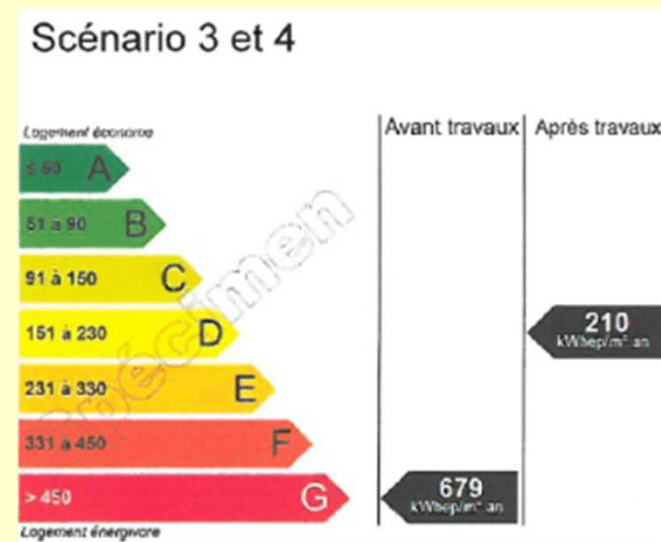 Scénario 3 et 4
Logement économe
Avant travaux
Après travaux
≤ 50 A
51 à 90 B
91 à 150 C
151 à 230 D
210
kWhep/m² an
231 à 330 E
331 à 450 F
> 450 G
679
kWhep/m² an
Logement énergivore
Spécimen